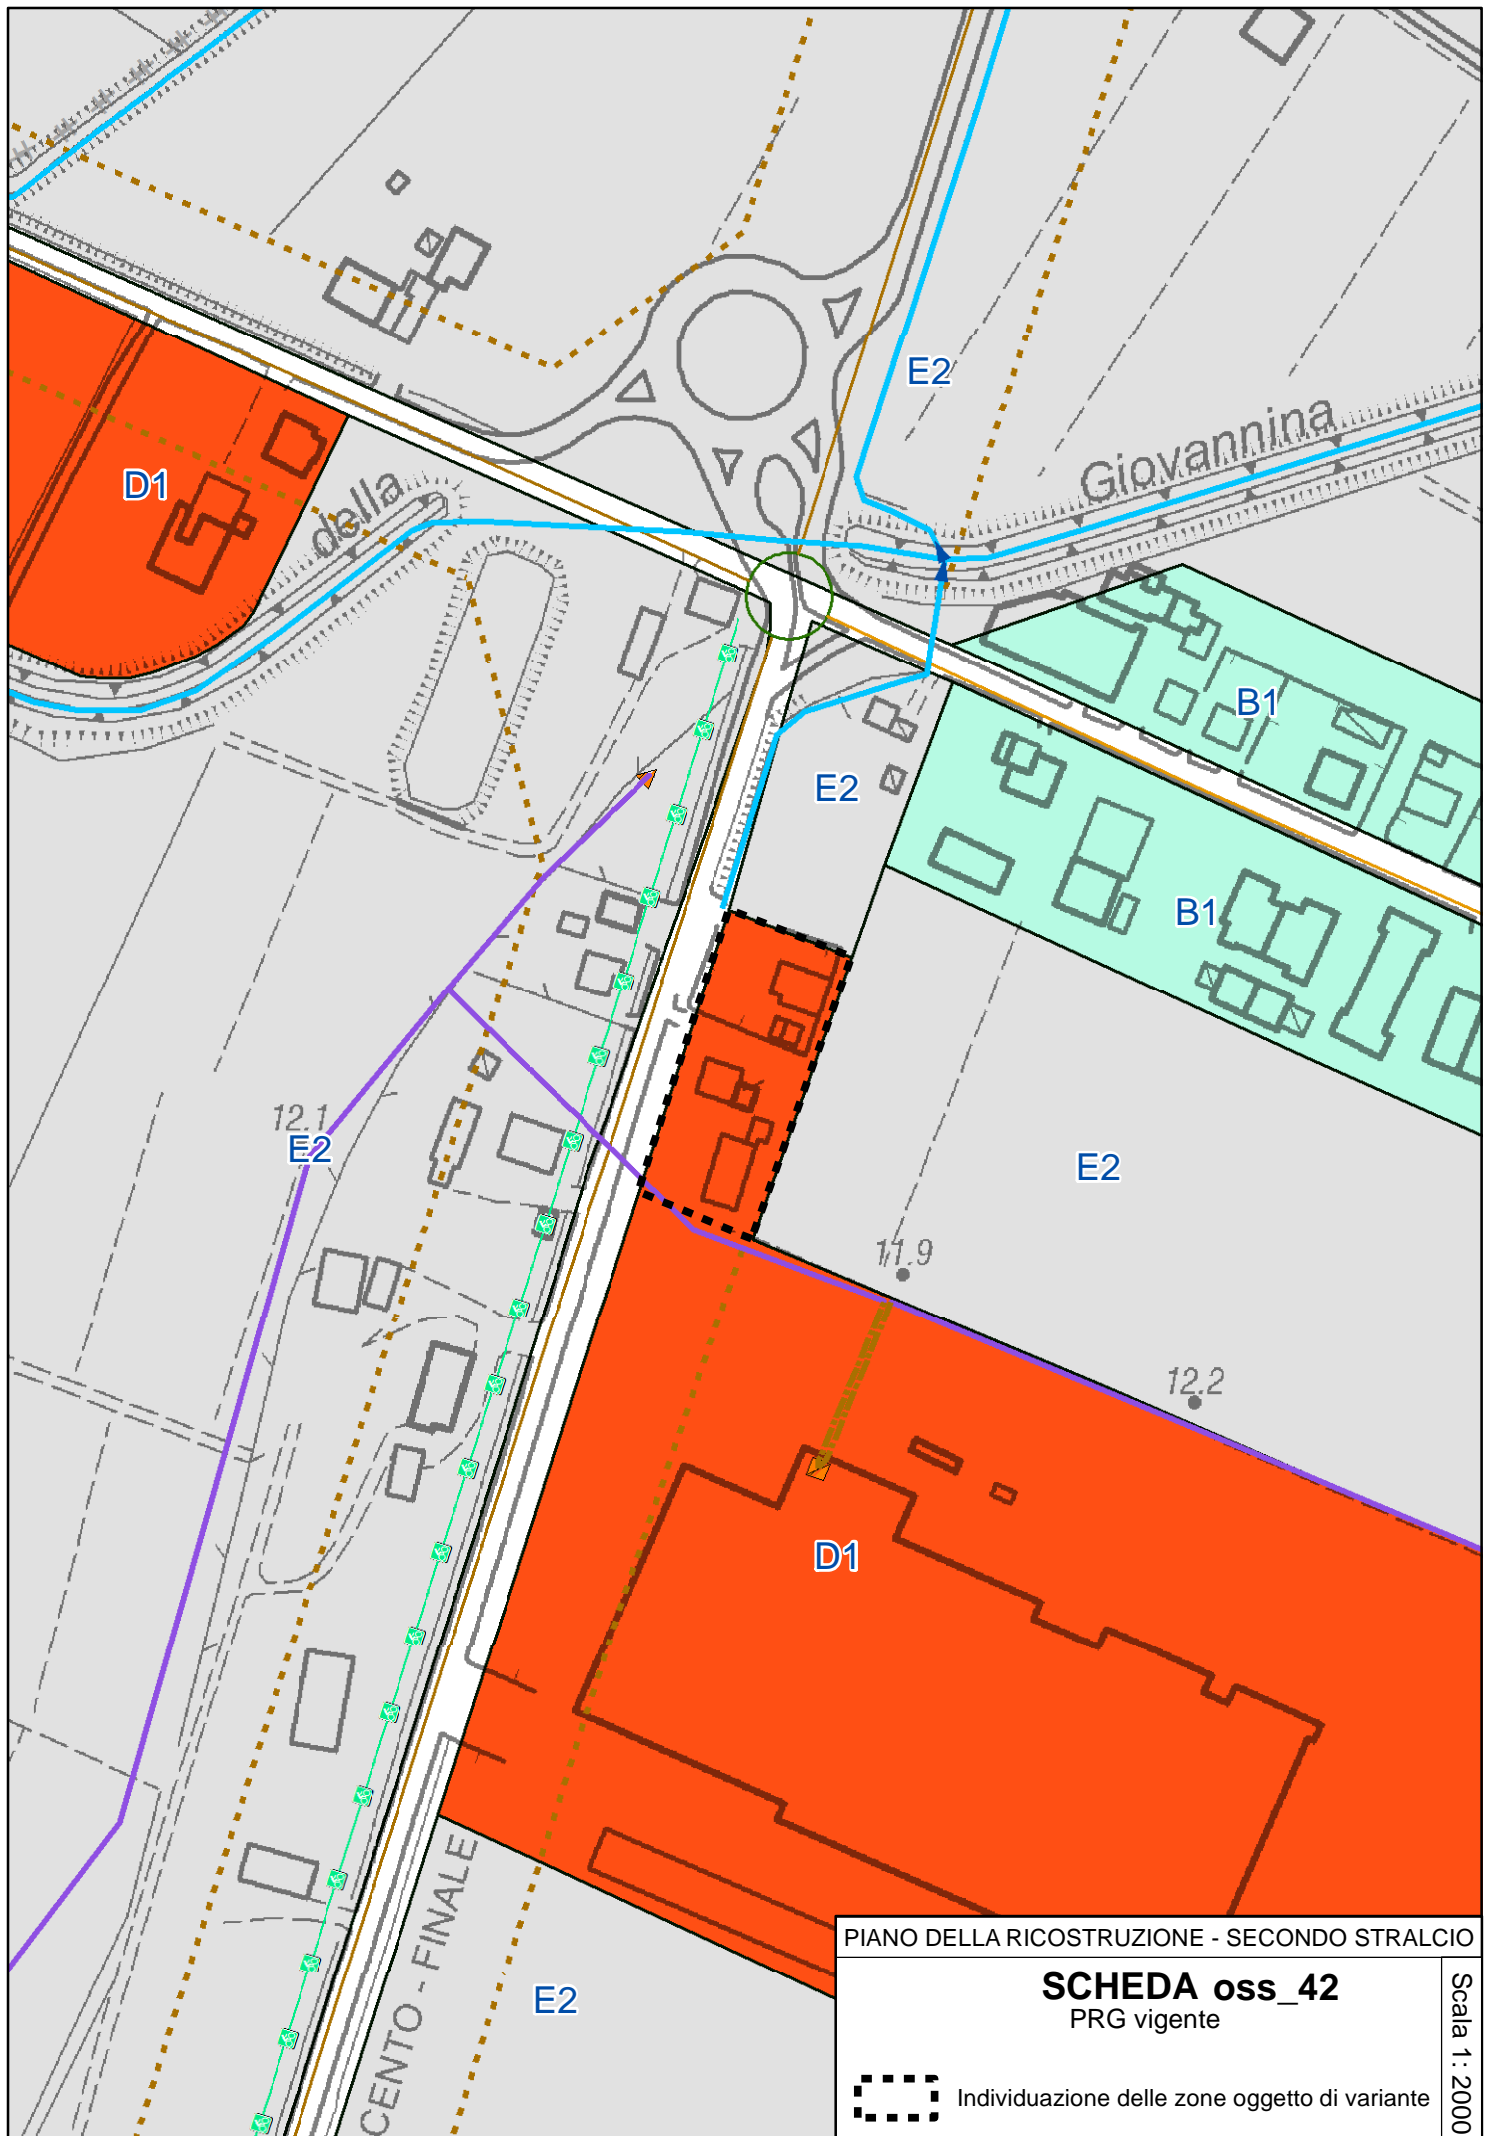 E2
Giovannina
D1
della
B1
E2
B1
12.1
E2
E2
11.9
12.2
D1
CENTO - FINALE
E2
PIANO DELLA RICOSTRUZIONE - SECONDO STRALCIO
SCHEDA oss_42
PRG vigente
Scala 1: 2000
Individuazione delle zone oggetto di variante